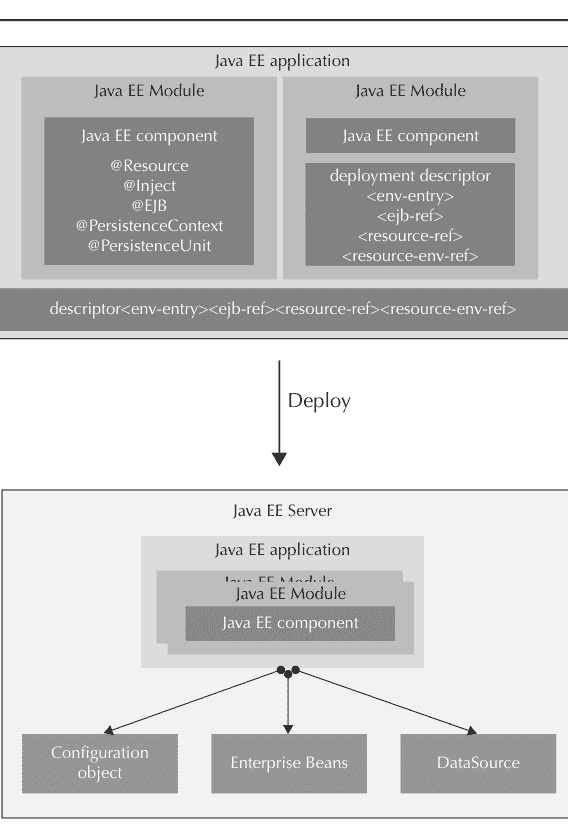 Java EE application
Java EE Module
Java EE component
@Resource
@Inject
@EJB
@PersistenceContext
@PersistenceUnit
Java EE Module
Java EE component
deployment descriptor
<env-entry>
<ejb-ref>
<resource-ref>
<resource-env-ref>
descriptor<env-entry><ejb-ref><resource-ref><resource-env-ref>
Deploy
Java EE Server
Java EE application
Java EE Module
Java EE Module
Java EE component
Configuration
object
Enterprise Beans
DataSource